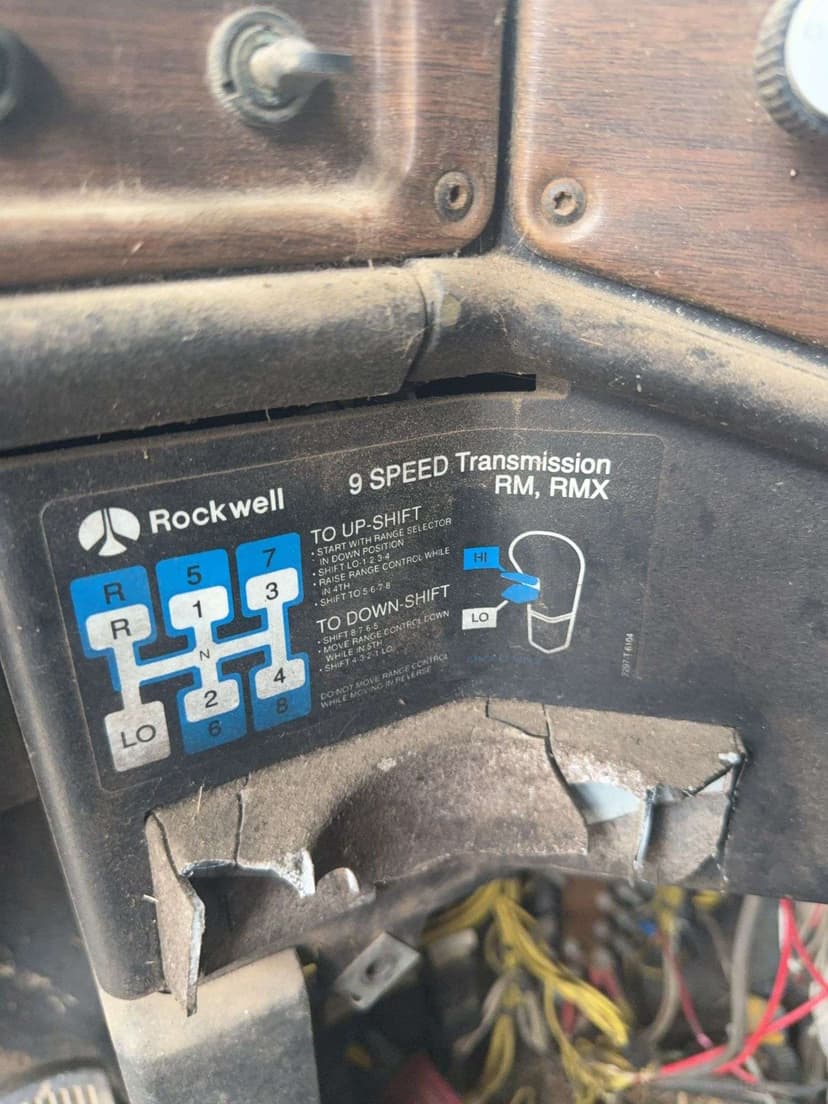 Rockwell
9 SPEED Transmission
RM, RMX
R 5 7
R 1 3
N
LO 2 4
6 8
TO UP-SHIFT
• START WITH RANGE SELECTOR
IN DOWN POSITION
• SHIFT LO-1-2-3-4
• RAISE RANGE CONTROL WHILE
IN 4TH
• SHIFT TO 5-6-7-8
TO DOWN-SHIFT
• SHIFT 8-7-6-5
• MOVE RANGE CONTROL DOWN
WHILE IN 5TH
• SHIFT 4-3-2-1 LO
DO NOT MOVE RANGE CONTROL
WHILE MOVING IN REVERSE
HI
LO